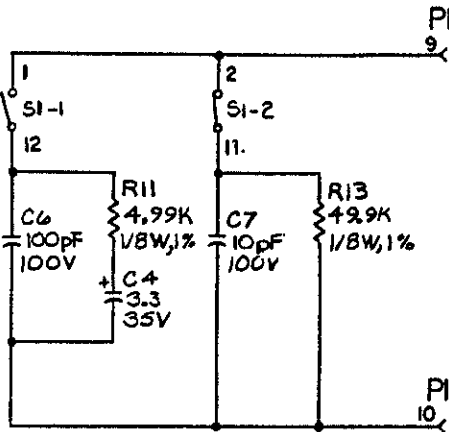 P1
9
1
S1-1
12
2
S1-2
11.
C6
100pF
100V
R11
4.99K
1/8W,1%
+ C4
3.3
35V
C7
10pF
100V
R13
49.9K
1/8W,1%
P1
10